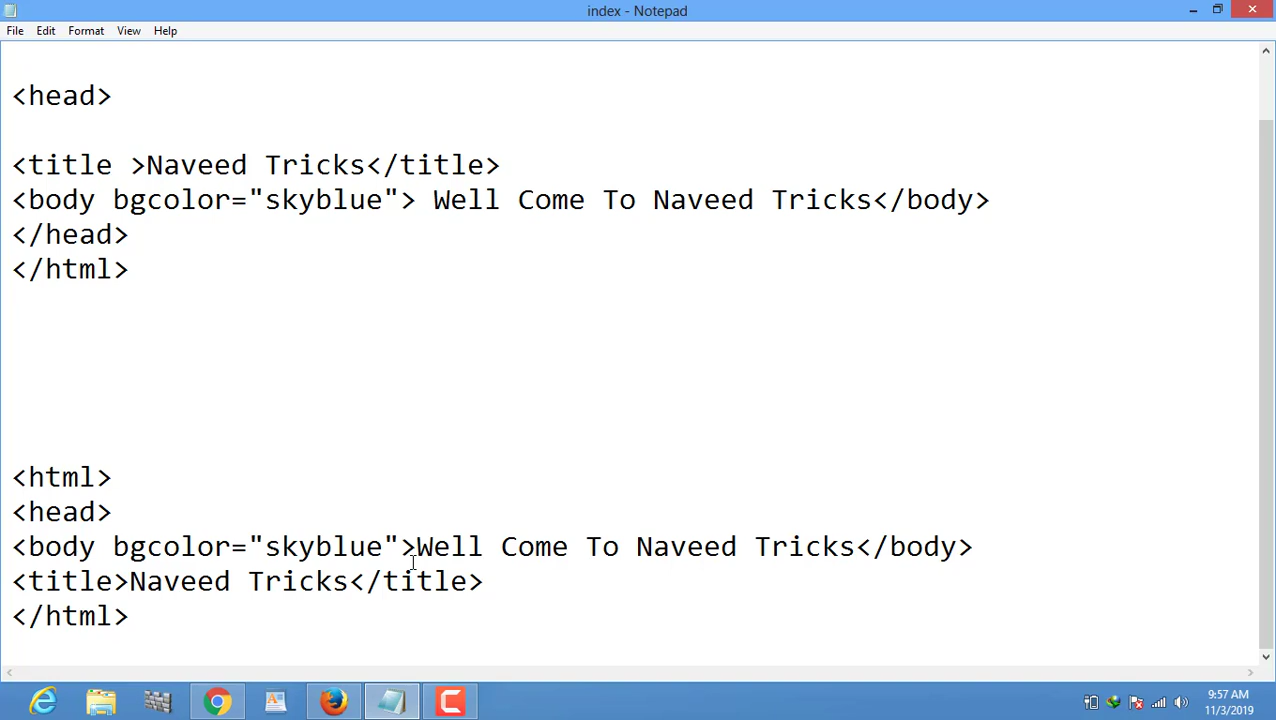 index - Notepad
File Edit Format View Help
<head>
<title >Naveed Tricks</title>
<body bgcolor="skyblue"> Well Come To Naveed Tricks</body>
</head>
</html>
<html>
<head>
<body bgcolor="skyblue">Well Come To Naveed Tricks</body>
<title>Naveed Tricks</title>
</html>
9:57 AM
11/3/2019